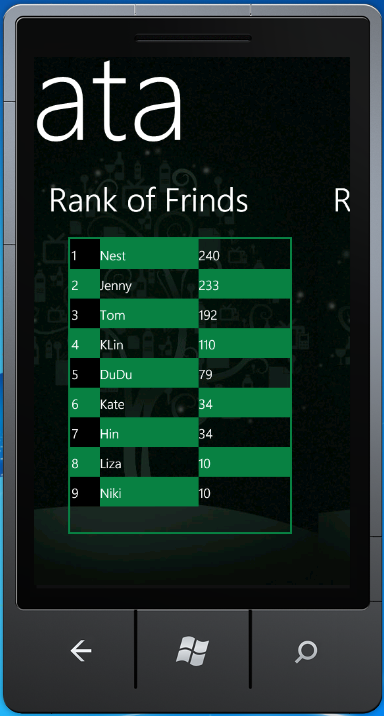 ata
Rank of Frinds R
1 Nest 240
2 Jenny 233
3 Tom 192
4 KLin 110
5 DuDu 79
6 Kate 34
7 Hin 34
8 Liza 10
9 Niki 10